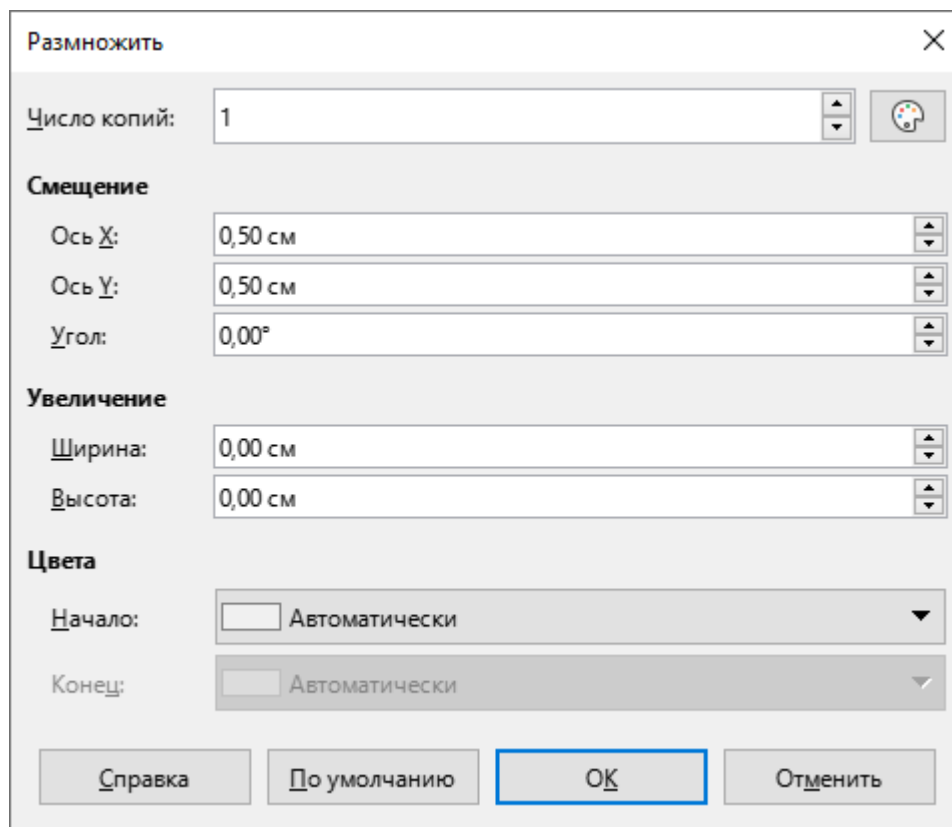 Размножить
Число копий: 1
Смещение
Ось X: 0,50 см
Ось Y: 0,50 см
Угол: 0,00°
Увеличение
Ширина: 0,00 см
Высота: 0,00 см
Цвета
Начало: Автоматически
Конец: Автоматически
Справка По умолчанию ОК Отменить